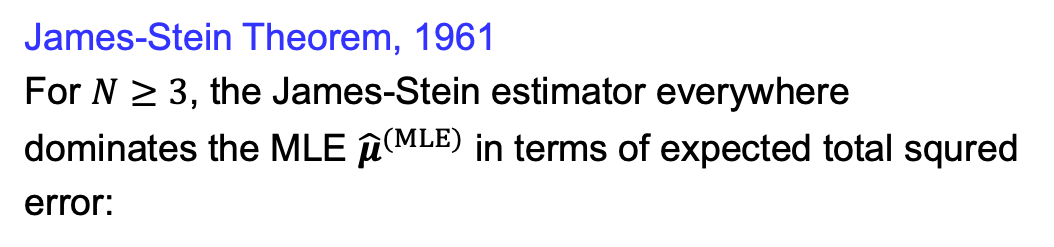 James-Stein Theorem, 1961
For N ≥ 3, the James-Stein estimator everywhere
dominates the MLE μ̂^(MLE) in terms of expected total squred
error: